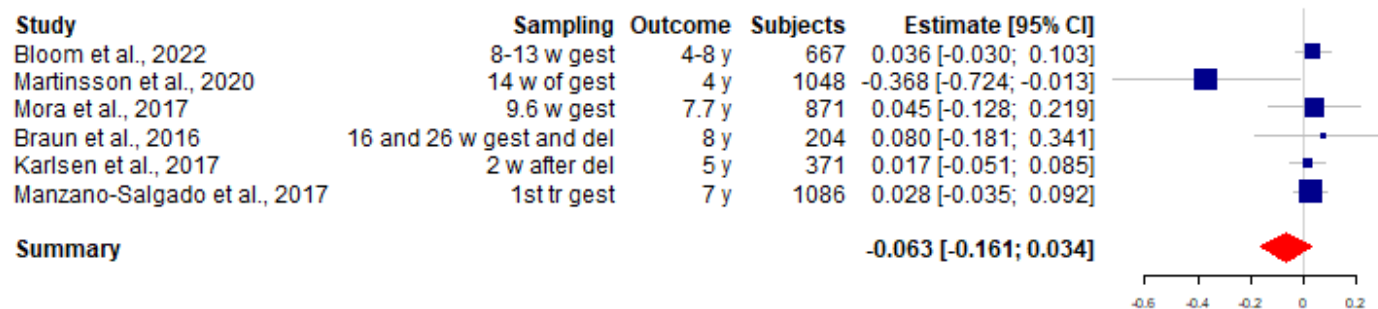 Study Sampling Outcome Subjects Estimate [95% CI]
Bloom et al., 2022 8-13 w gest 4-8 y 667 0.036 [-0.030; 0.103]
Martinsson et al., 2020 14 w of gest 4 y 1048 -0.368 [-0.724; -0.013]
Mora et al., 2017 9.6 w gest 7.7 y 871 0.045 [-0.128; 0.219]
Braun et al., 2016 16 and 26 w gest and del 8 y 204 0.080 [-0.181; 0.341]
Karlsen et al., 2017 2 w after del 5 y 371 0.017 [-0.051; 0.085]
Manzano-Salgado et al., 2017 1st tr gest 7 y 1086 0.028 [-0.035; 0.092]
Summary -0.063 [-0.161; 0.034]
-0.6 -0.4 -0.2 0 0.2